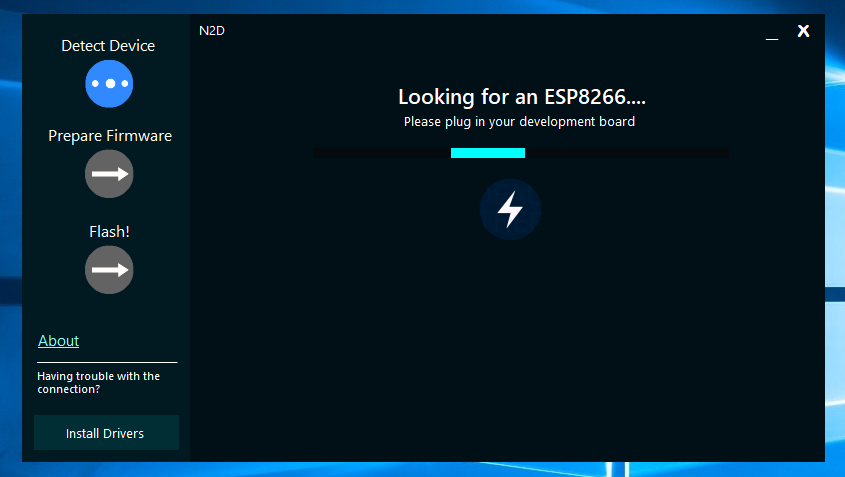 N2D
Detect Device
Prepare Firmware
Flash!
About
Having trouble with the
connection?
Install Drivers
Looking for an ESP8266....
Please plug in your development board